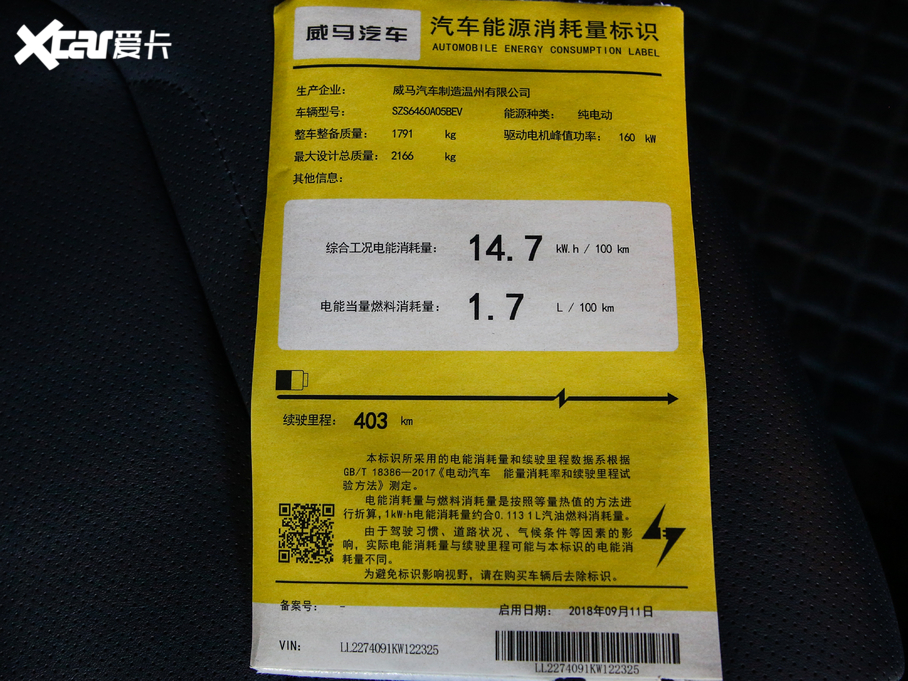 Xcar爱卡
威马汽车
汽车能源消耗量标识
AUTOMOBILE ENERGY CONSUMPTION LABEL
生产企业： 威马汽车制造温州有限公司
车辆型号： SZS6460A05BEV 能源种类： 纯电动
整车整备质量： 1791 kg 驱动电机峰值功率： 160 kW
最大设计总质量： 2166 kg
其他信息：
综合工况电能消耗量： 14.7 kW.h / 100 km
电能当量燃料消耗量： 1.7 L / 100 km
续驶里程： 403 km
本标识所采用的电能消耗量和续驶里程数据系根据
GB/T 18386—2017《电动汽车 能量消耗率和续驶里程试
验方法》测定。
电能消耗量与燃料消耗量是按照等量热值的方法进
行折算,1kW·h电能消耗量约合0.113 1L汽油燃料消耗量。
由于驾驶习惯、道路状况、气候条件等因素的影
响，实际电能消耗量与续驶里程可能与本标识的电能消
耗量不同。
为避免标识影响视野，请在购买车辆后去除标识。
备案号： - 启用日期： 2018年09月11日
VIN: LL2274091KW122325
LL2274091KW122325